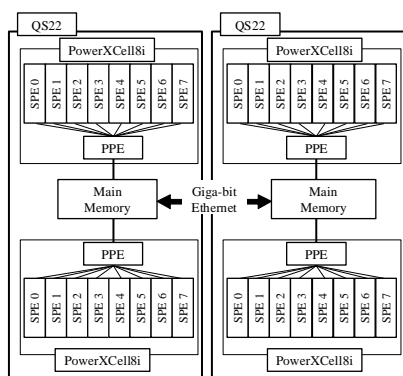 QS22
QS22
PowerXCell8i
PowerXCell8i
SPE 0
SPE 1
SPE 2
SPE 3
SPE 4
SPE 5
SPE 6
SPE 7
SPE 0
SPE 1
SPE 2
SPE 3
SPE 4
SPE 5
SPE 6
SPE 7
PPE
PPE
Main
Memory
Giga-bit
Ethernet
Main
Memory
PPE
PPE
SPE 0
SPE 1
SPE 2
SPE 3
SPE 4
SPE 5
SPE 6
SPE 7
SPE 0
SPE 1
SPE 2
SPE 3
SPE 4
SPE 5
SPE 6
SPE 7
PowerXCell8i
PowerXCell8i